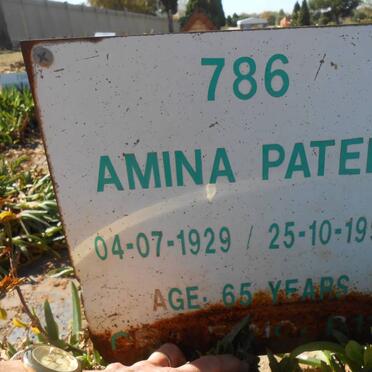 786
AMINA PATEL
04-07-1929 / 25-10-19
AGE: 65 YEARS